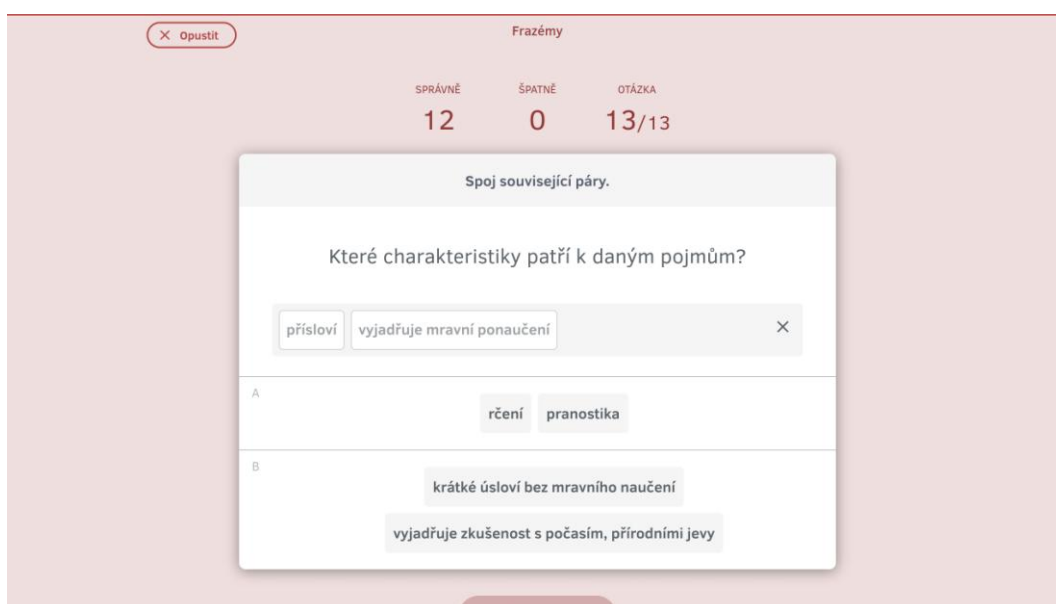 Opustit
Frazémy
SPRÁVNĚ ŠPATNĚ OTÁZKA
12 0 13/13
Spoj související páry.
Které charakteristiky patří k daným pojmům?
přísloví vyjadřuje mravní ponaučení
A
rčení pranostika
B
krátké úsloví bez mravního naučení
vyjadřuje zkušenost s počasím, přírodními jevy